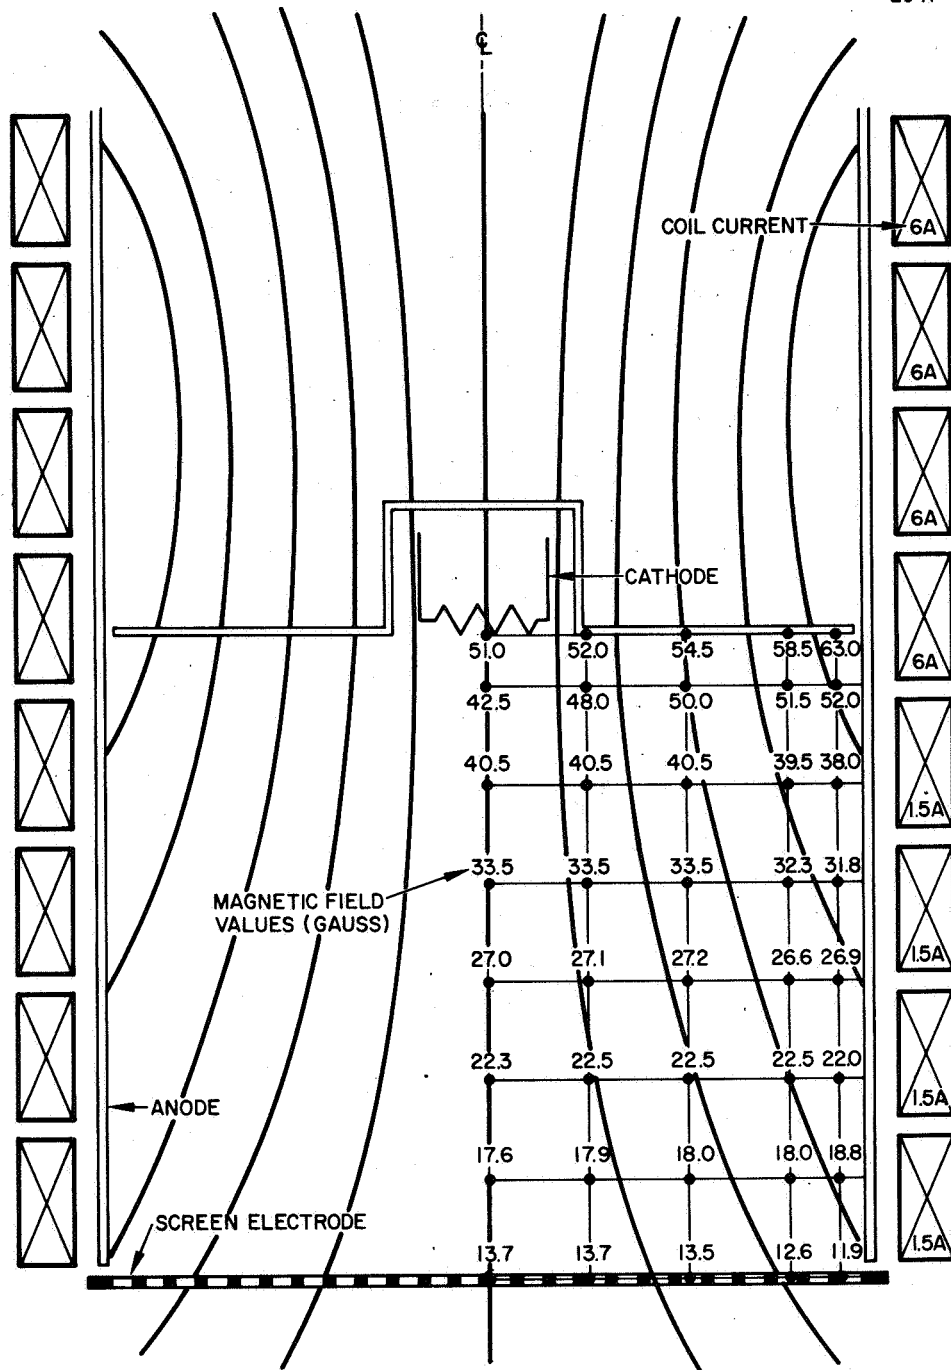 ℄
COIL CURRENT
6A
6A
6A
CATHODE
6A
51.0 52.0 54.5 58.5 63.0
42.5 48.0 50.0 51.5 52.0
40.5 40.5 40.5 39.5 38.0
1.5A
33.5 33.5 33.5 32.3 31.8
MAGNETIC FIELD
VALUES (GAUSS)
1.5A
27.0 27.1 27.2 26.6 26.9
22.3 22.5 22.5 22.5 22.0
1.5A
ANODE
17.6 17.9 18.0 18.0 18.8
SCREEN ELECTRODE
1.5A
13.7 13.7 13.5 12.6 11.9